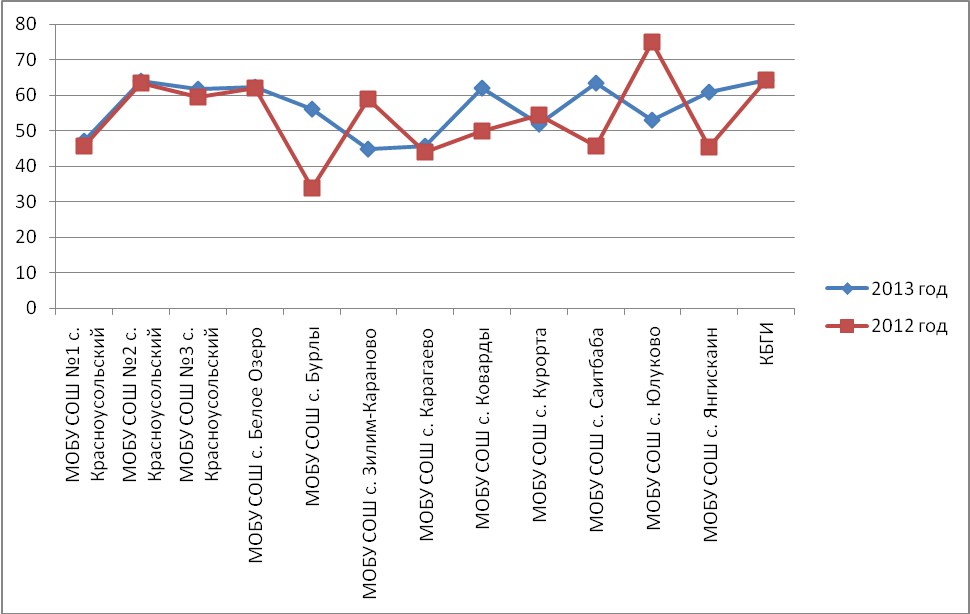 80
70
60
50
40
30
20
10
0
МОБУ СОШ №1 с.
Красноусольский
МОБУ СОШ №2 с.
Красноусольский
МОБУ СОШ №3 с.
Красноусольский
МОБУ СОШ с. Белое Озеро
МОБУ СОШ с. Бурлы
МОБУ СОШ с. Зилим-Караново
МОБУ СОШ с. Карагаево
МОБУ СОШ с. Коварды
МОБУ СОШ с. Курорта
МОБУ СОШ с. Саитбаба
МОБУ СОШ с. Юлуково
МОБУ СОШ с. Янгискаин
КБГИ
2013 год
2012 год